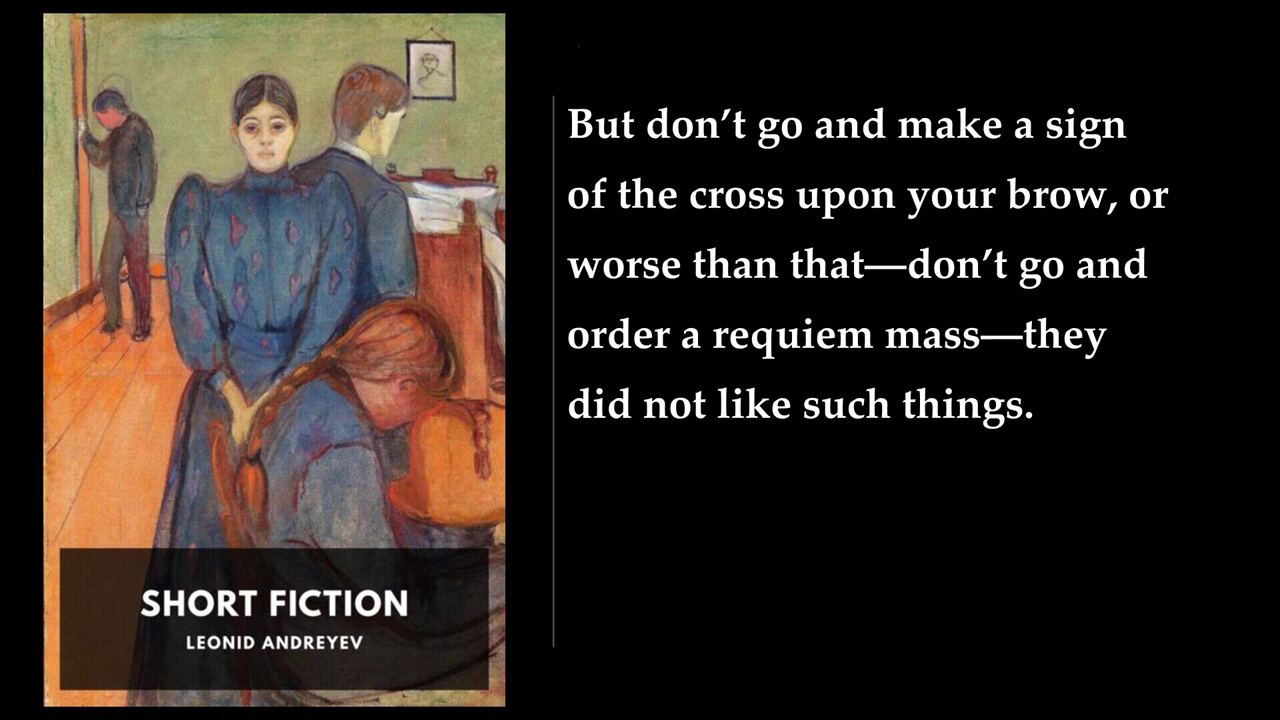 But don’t go and make a sign
of the cross upon your brow, or
worse than that—don’t go and
order a requiem mass—they
did not like such things.
SHORT FICTION
LEONID ANDREYEV